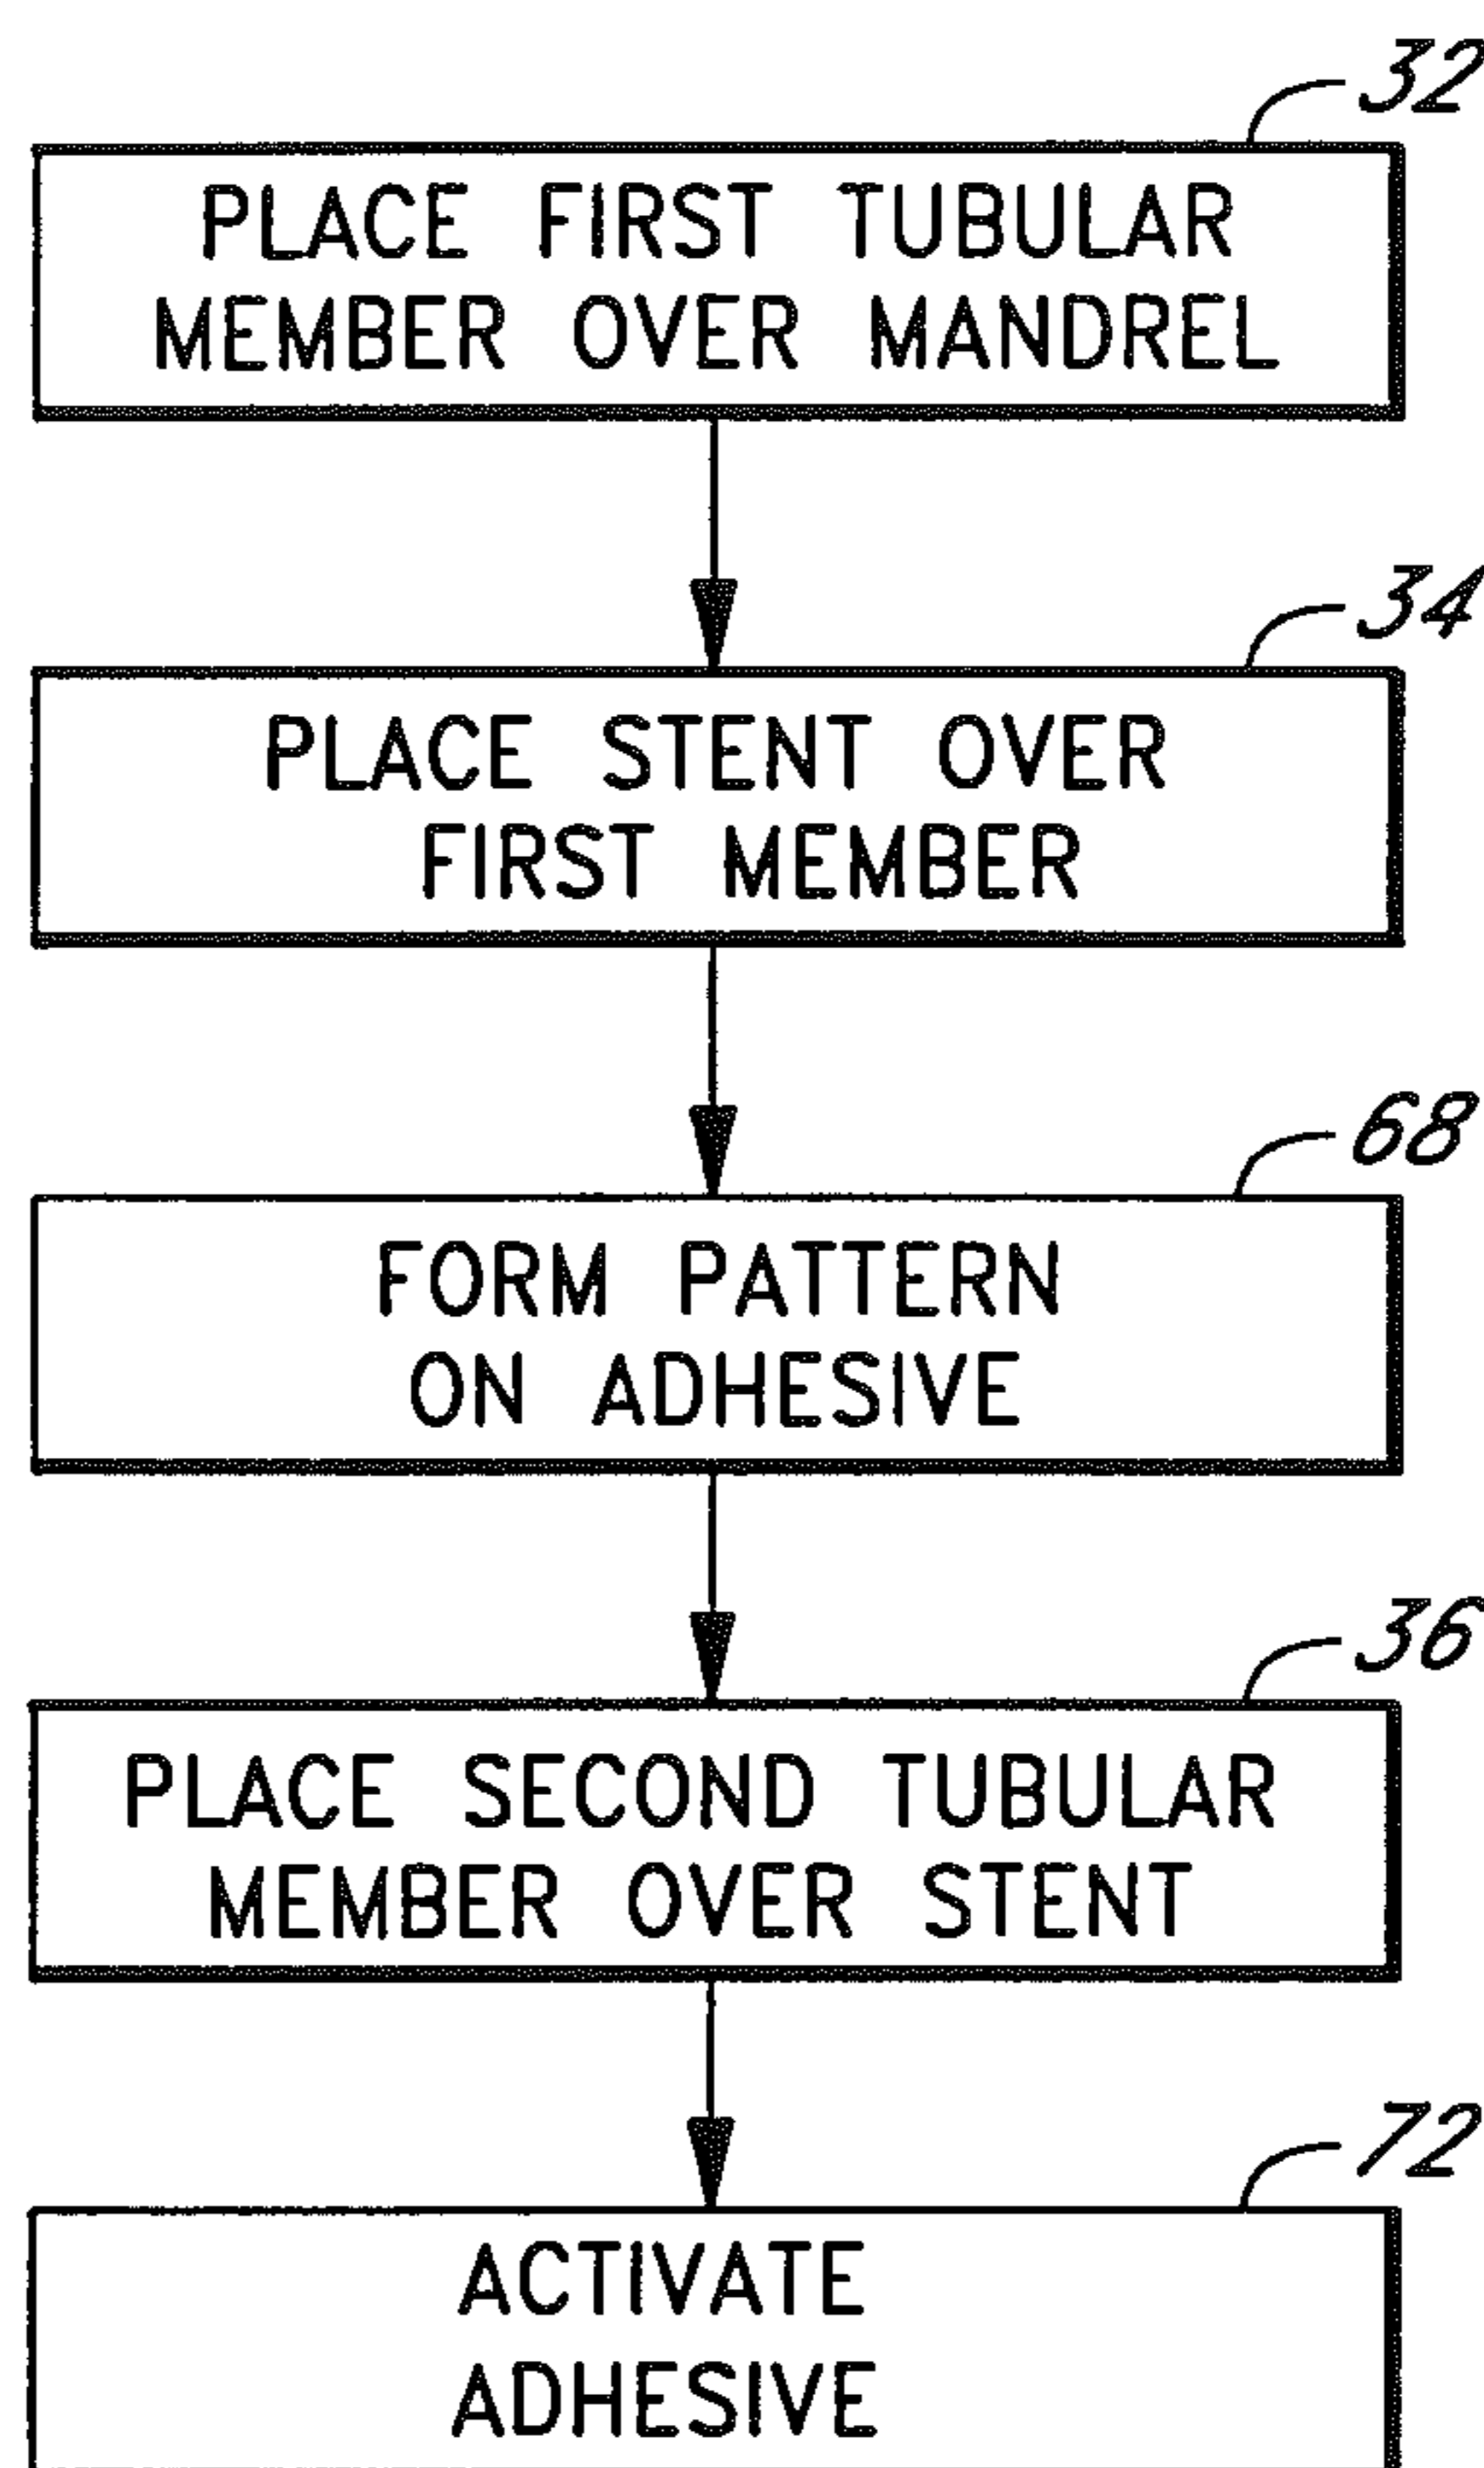 32
PLACE FIRST TUBULAR
MEMBER OVER MANDREL
34
PLACE STENT OVER
FIRST MEMBER
68
FORM PATTERN
ON ADHESIVE
36
PLACE SECOND TUBULAR
MEMBER OVER STENT
72
ACTIVATE
ADHESIVE